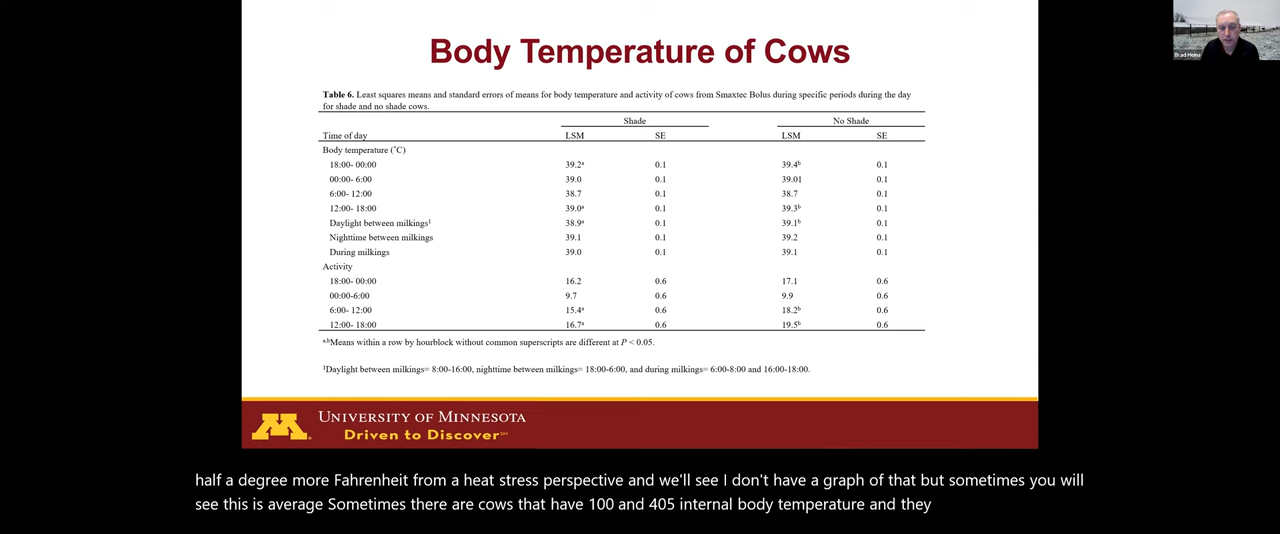 Body Temperature of Cows
Brad Heins
Table 6. Least squares means and standard errors of means for body temperature and activity of cows from Smaxtec Bolus during specific periods during the day
for shade and no shade cows.
Shade No Shade
Time of day LSM SE LSM SE
Body temperature (˚C)
18:00- 00:00 39.2ᵃ 0.1 39.4ᵇ 0.1
00:00- 6:00 39.0 0.1 39.01 0.1
6:00- 12:00 38.7 0.1 38.7 0.1
12:00- 18:00 39.0ᵃ 0.1 39.3ᵇ 0.1
Daylight between milkings¹ 38.9ᵃ 0.1 39.1ᵇ 0.1
Nighttime between milkings 39.1 0.1 39.2 0.1
During milkings 39.0 0.1 39.1 0.1
Activity
18:00- 00:00 16.2 0.6 17.1 0.6
00:00-6:00 9.7 0.6 9.9 0.6
6:00- 12:00 15.4ᵃ 0.6 18.2ᵇ 0.6
12:00- 18:00 16.7ᵃ 0.6 19.5ᵇ 0.6
ᵃ,ᵇMeans within a row by hourblock without common superscripts are different at P < 0.05.
¹Daylight between milkings= 8:00-16:00, nighttime between milkings= 18:00-6:00, and during milkings= 6:00-8:00 and 16:00-18:00.
M
UNIVERSITY OF MINNESOTA
Driven to Discover℠
half a degree more Fahrenheit from a heat stress perspective and we'll see I don't have a graph of that but sometimes you will
see this is average Sometimes there are cows that have 100 and 405 internal body temperature and they